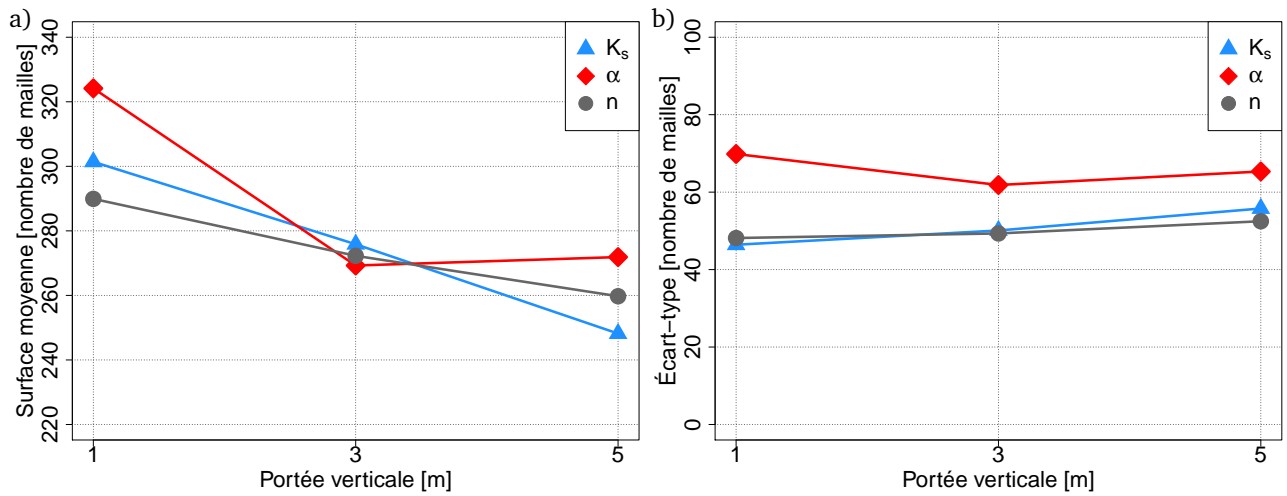 a)
Surface moyenne [nombre de mailles]
340
320
300
280
260
240
220
1
3
5
Portée verticale [m]
Ks
α
n
b)
Écart−type [nombre de mailles]
100
80
60
40
20
0
1
3
5
Portée verticale [m]
Ks
α
n